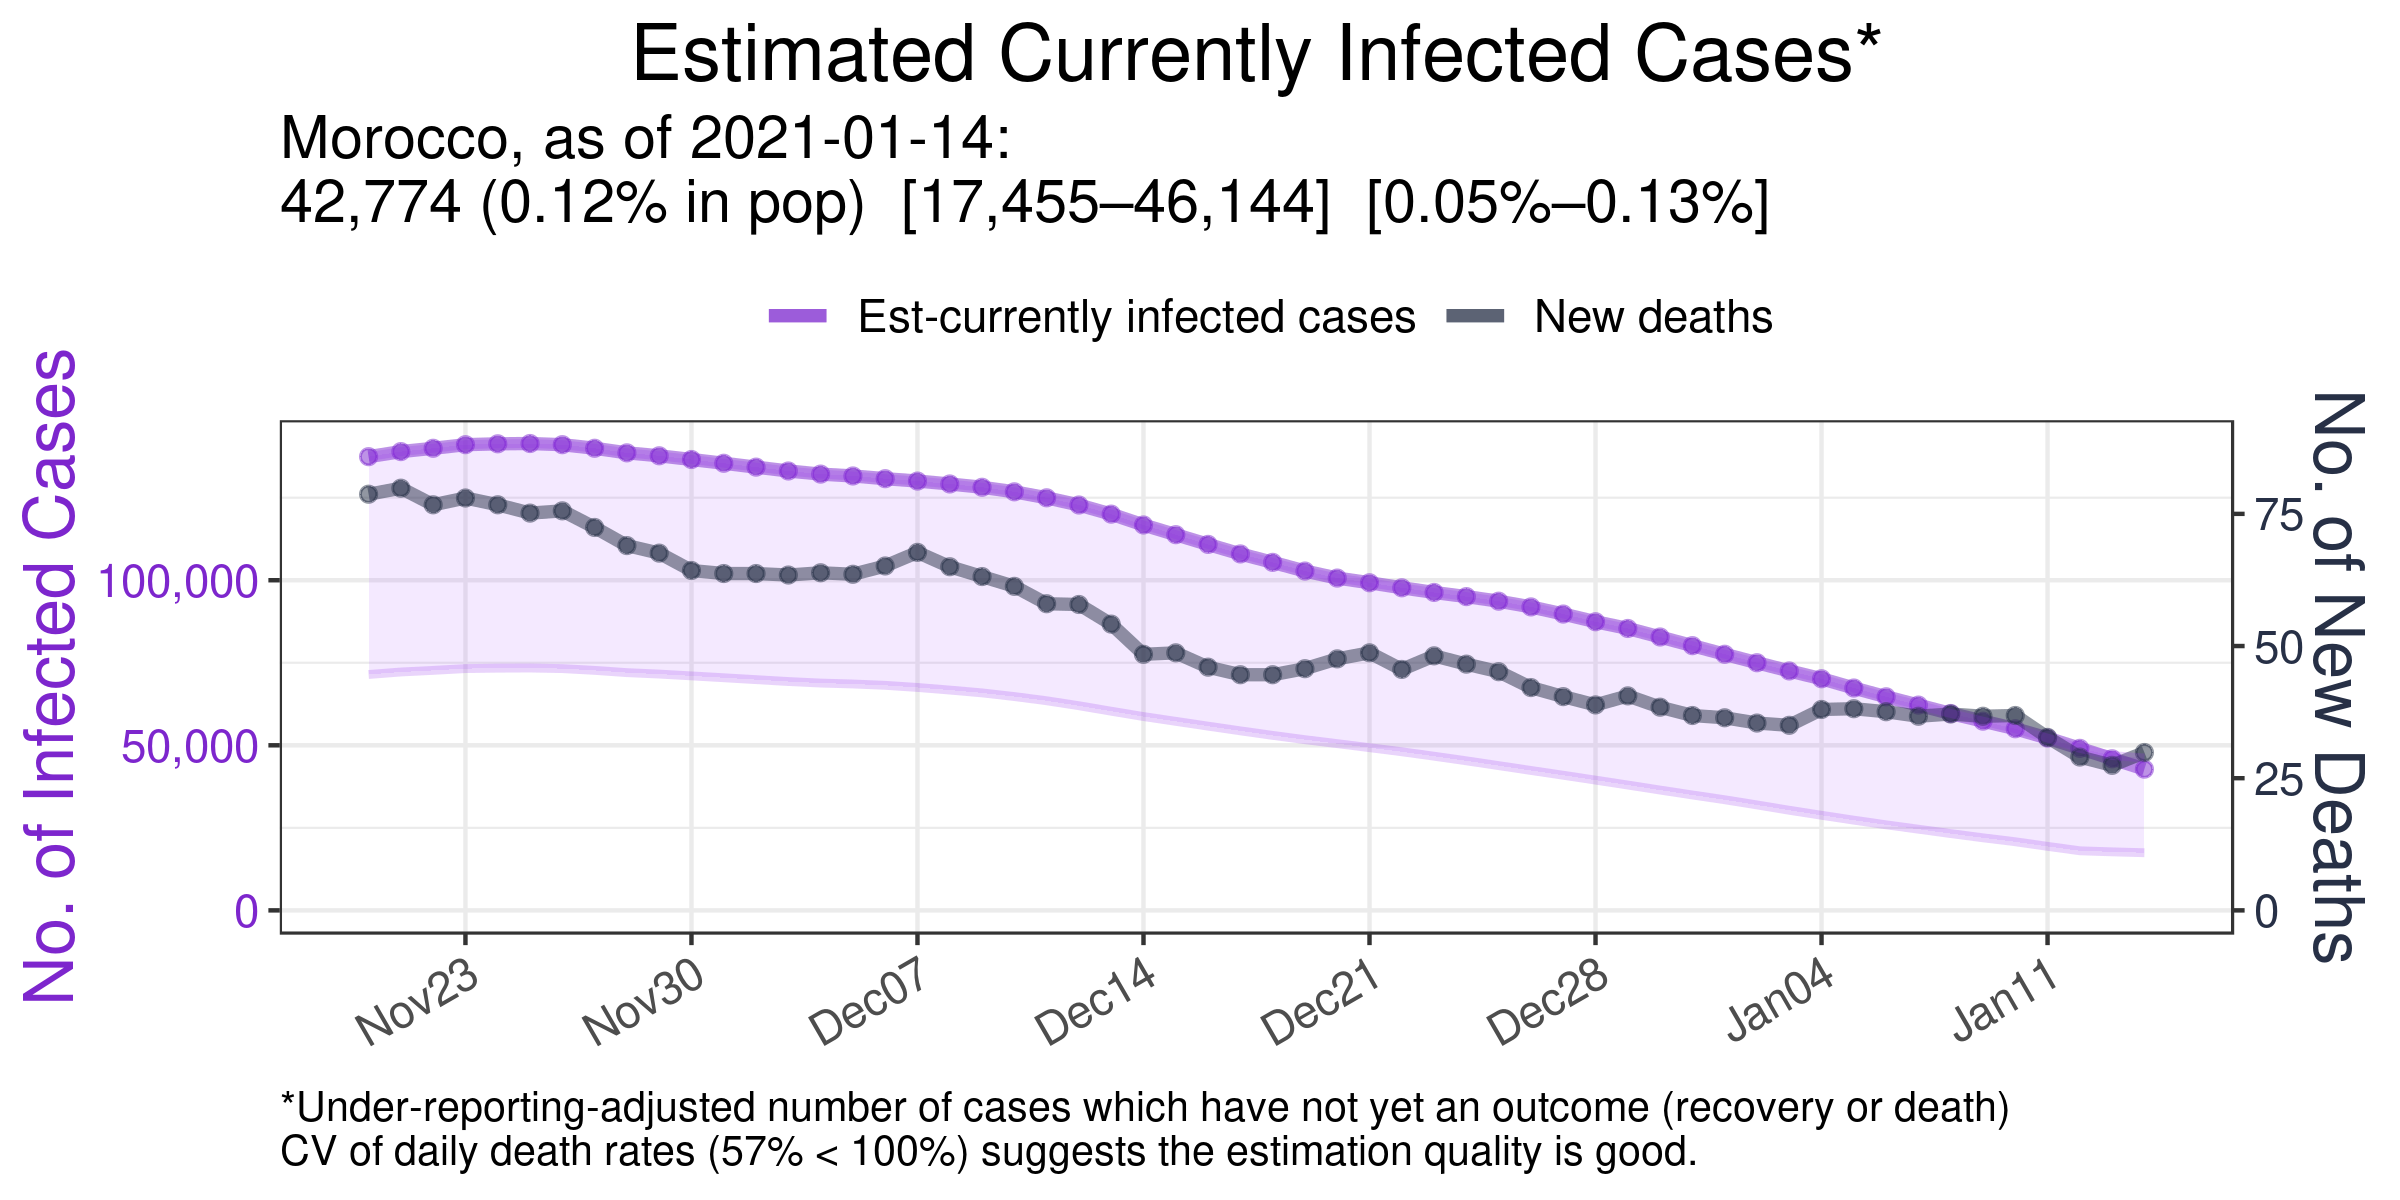 Estimated Currently Infected Cases*
Morocco, as of 2021-01-14:
42,774 (0.12% in pop)  [17,455–46,144]  [0.05%–0.13%]
Est-currently infected cases
New deaths
No. of Infected Cases
100,000
50,000
0
No. of New Deaths
75
50
25
0
Nov23
Nov30
Dec07
Dec14
Dec21
Dec28
Jan04
Jan11
*Under-reporting-adjusted number of cases which have not yet an outcome (recovery or death)
CV of daily death rates (57% < 100%) suggests the estimation quality is good.